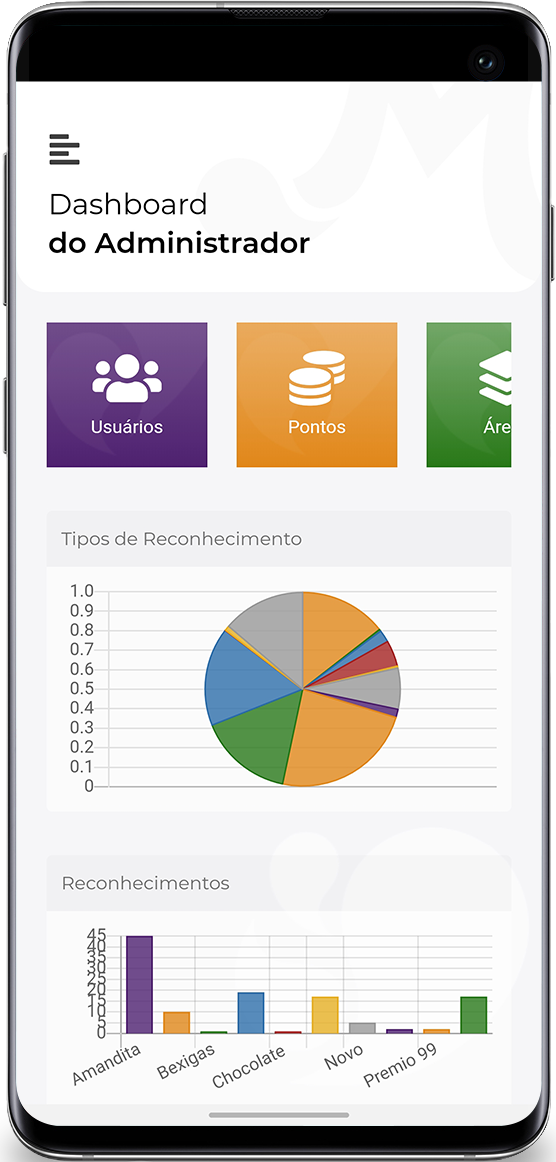 Dashboard
do Administrador
Usuários
Pontos
Áre
Tipos de Reconhecimento
1.0
0.9
0.8
0.7
0.6
0.5
0.4
0.3
0.2
0.1
0
Reconhecimentos
45
40
35
30
25
20
15
10
5
0
Amandita
Bexigas
Chocolate
Novo
Premio 99